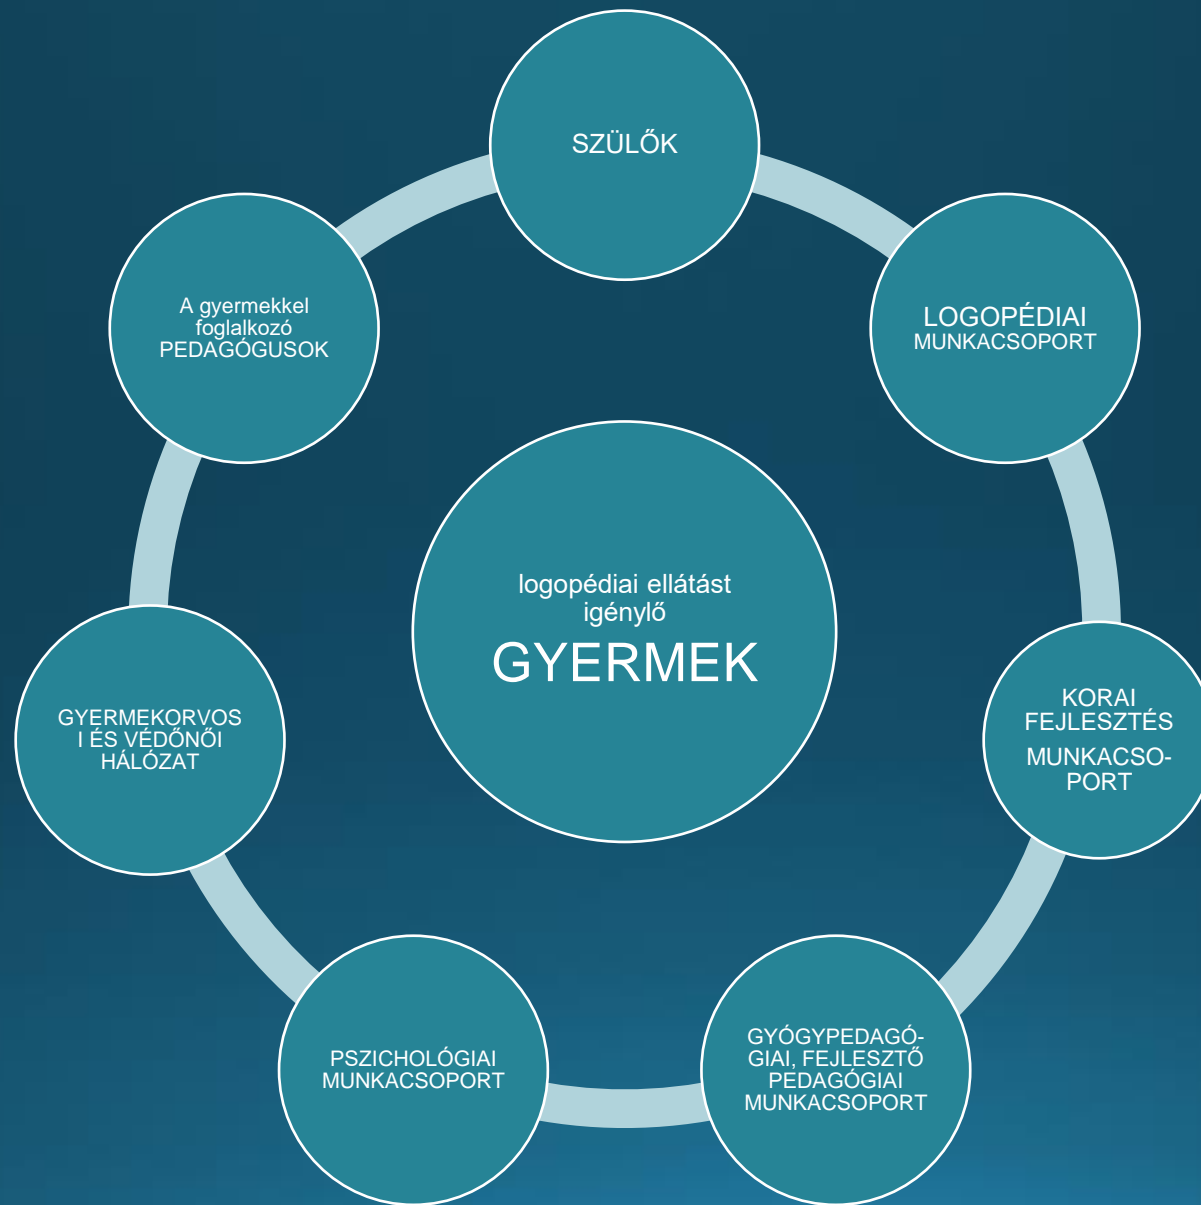 SZÜLŐK
LOGOPÉDIAI
MUNKACSOPORT
KORAI
FEJLESZTÉS
MUNKACSO-
PORT
GYÓGYPEDAGÓ-
GIAI, FEJLESZTŐ
PEDAGÓGIAI
MUNKACSOPORT
PSZICHOLÓGIAI
MUNKACSOPORT
GYERMEKORVOS
I ÉS VÉDŐNŐI
HÁLÓZAT
A gyermekkel
foglalkozó
PEDAGÓGUSOK
logopédiai ellátást
igénylő
GYERMEK